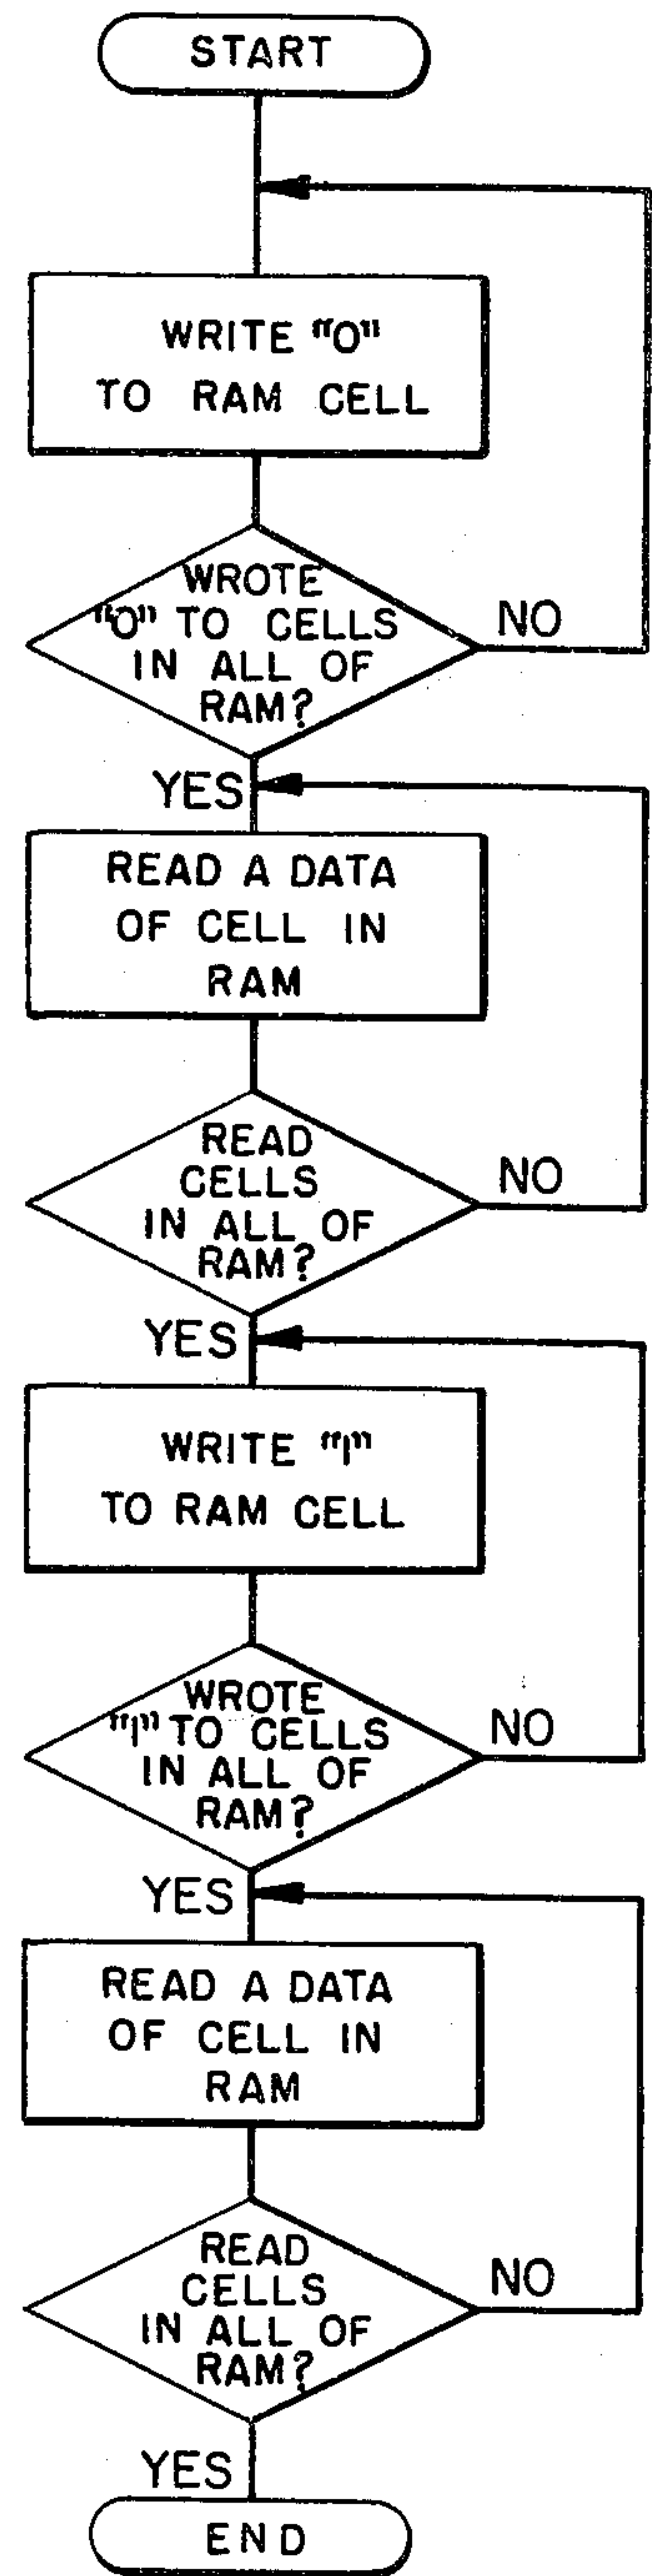 START
WRITE "0"
TO RAM CELL
WROTE
"0" TO CELLS
IN ALL OF
RAM?
NO
YES
READ A DATA
OF CELL IN
RAM
READ
CELLS
IN ALL OF
RAM?
NO
YES
WRITE "1"
TO RAM CELL
WROTE
"1" TO CELLS
IN ALL OF
RAM?
NO
YES
READ A DATA
OF CELL IN
RAM
READ
CELLS
IN ALL OF
RAM?
NO
YES
END